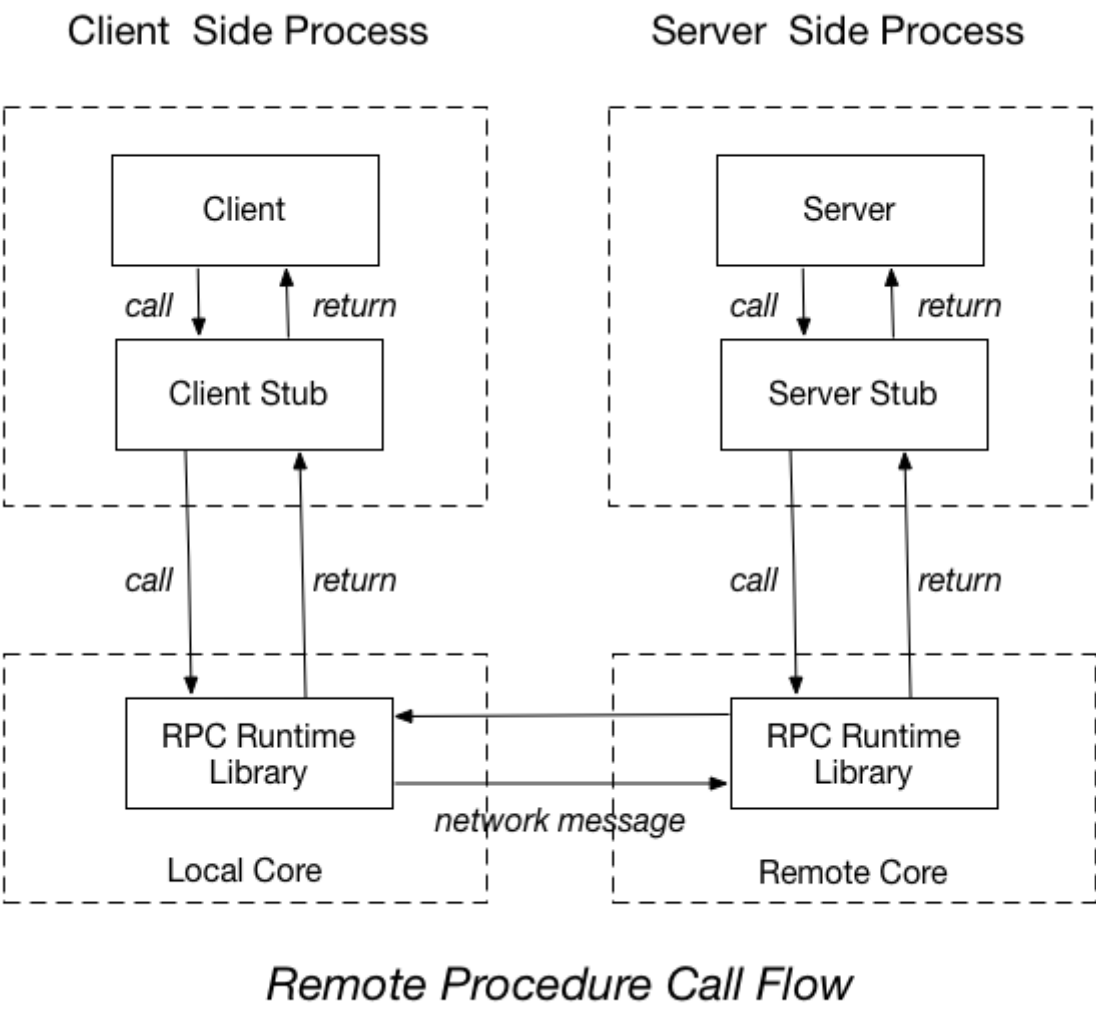 Client Side Process
Server Side Process
Client
Server
call
return
call
return
Client Stub
Server Stub
call
return
call
return
RPC Runtime
Library
RPC Runtime
Library
network message
Local Core
Remote Core
Remote Procedure Call Flow